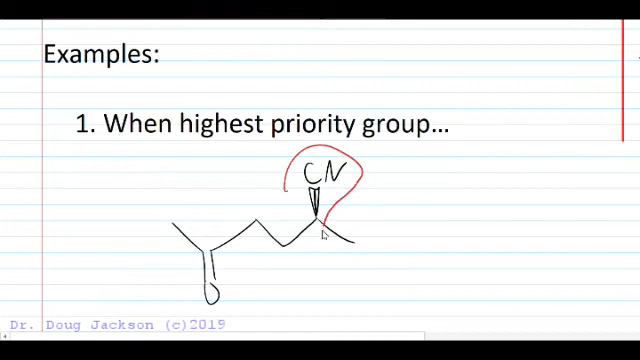 Examples:
1. When highest priority group...
CN
O
Dr. Doug Jackson (c)2019